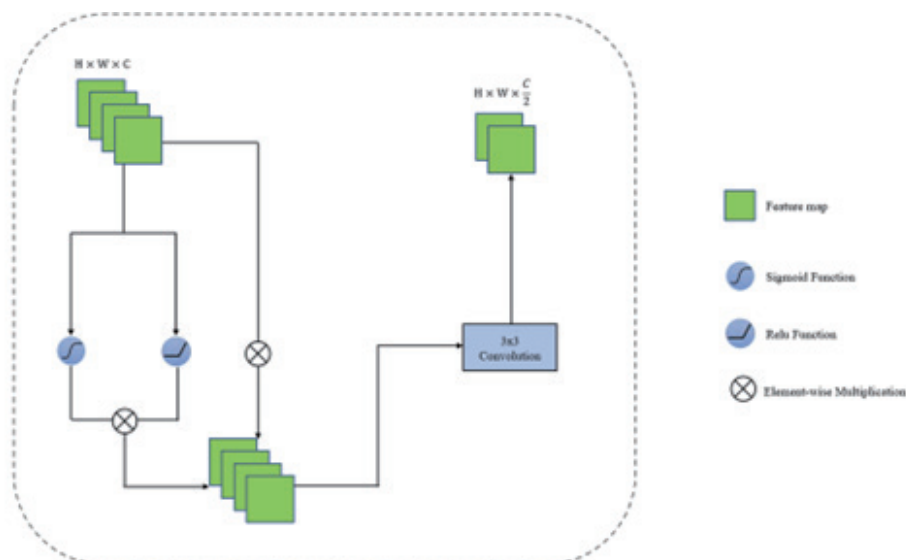 H × W × C
H × W × C/2
3x3
Convolution
Feature map
Sigmoid Function
Relu Function
Element-wise Multiplication